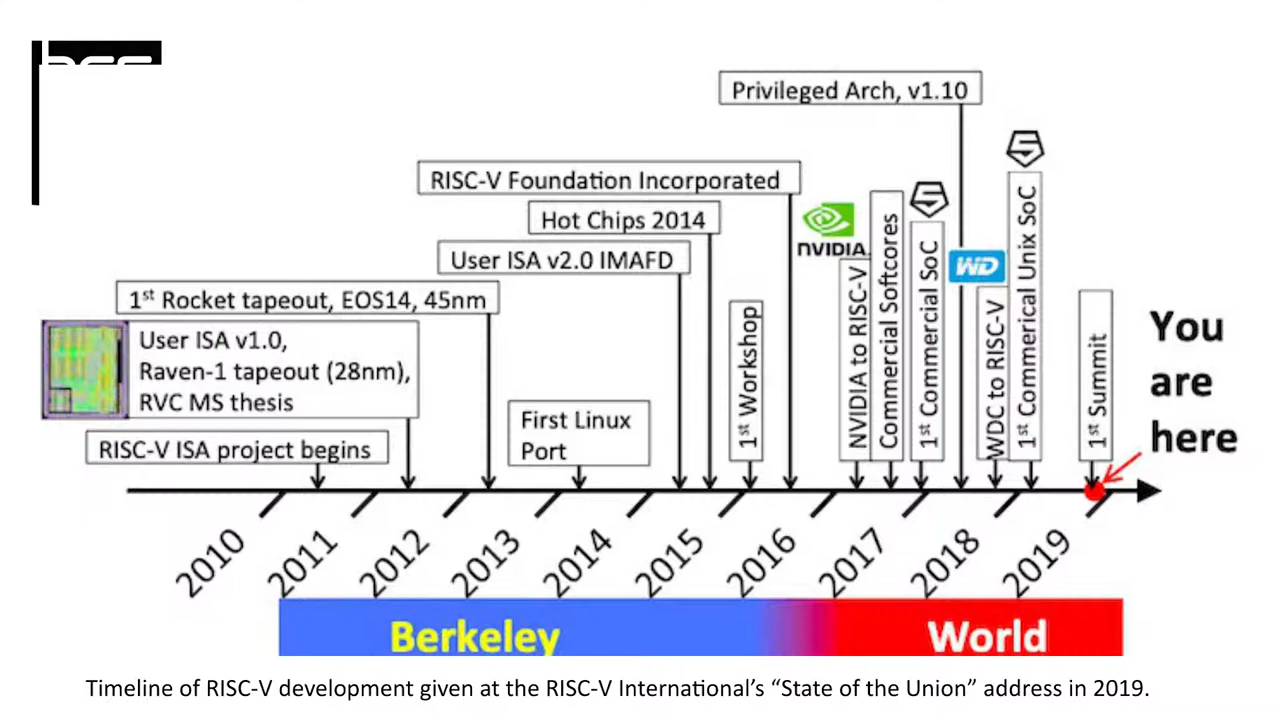 Privileged Arch, v1.10
RISC-V Foundation Incorporated
Hot Chips 2014
User ISA v2.0 IMAFD
1st Rocket tapeout, EOS14, 45nm
User ISA v1.0,
Raven-1 tapeout (28nm),
RVC MS thesis
RISC-V ISA project begins
First Linux
Port
1st Workshop
NVIDIA.
NVIDIA to RISC-V
Commercial Softcores
1st Commercial SoC
WD
WDC to RISC-V
1st Commerical Unix SoC
1st Summit
You
are
here
2010
2011
2012
2013
2014
2015
2016
2017
2018
2019
Berkeley
World
Timeline of RISC-V development given at the RISC-V International’s “State of the Union” address in 2019.